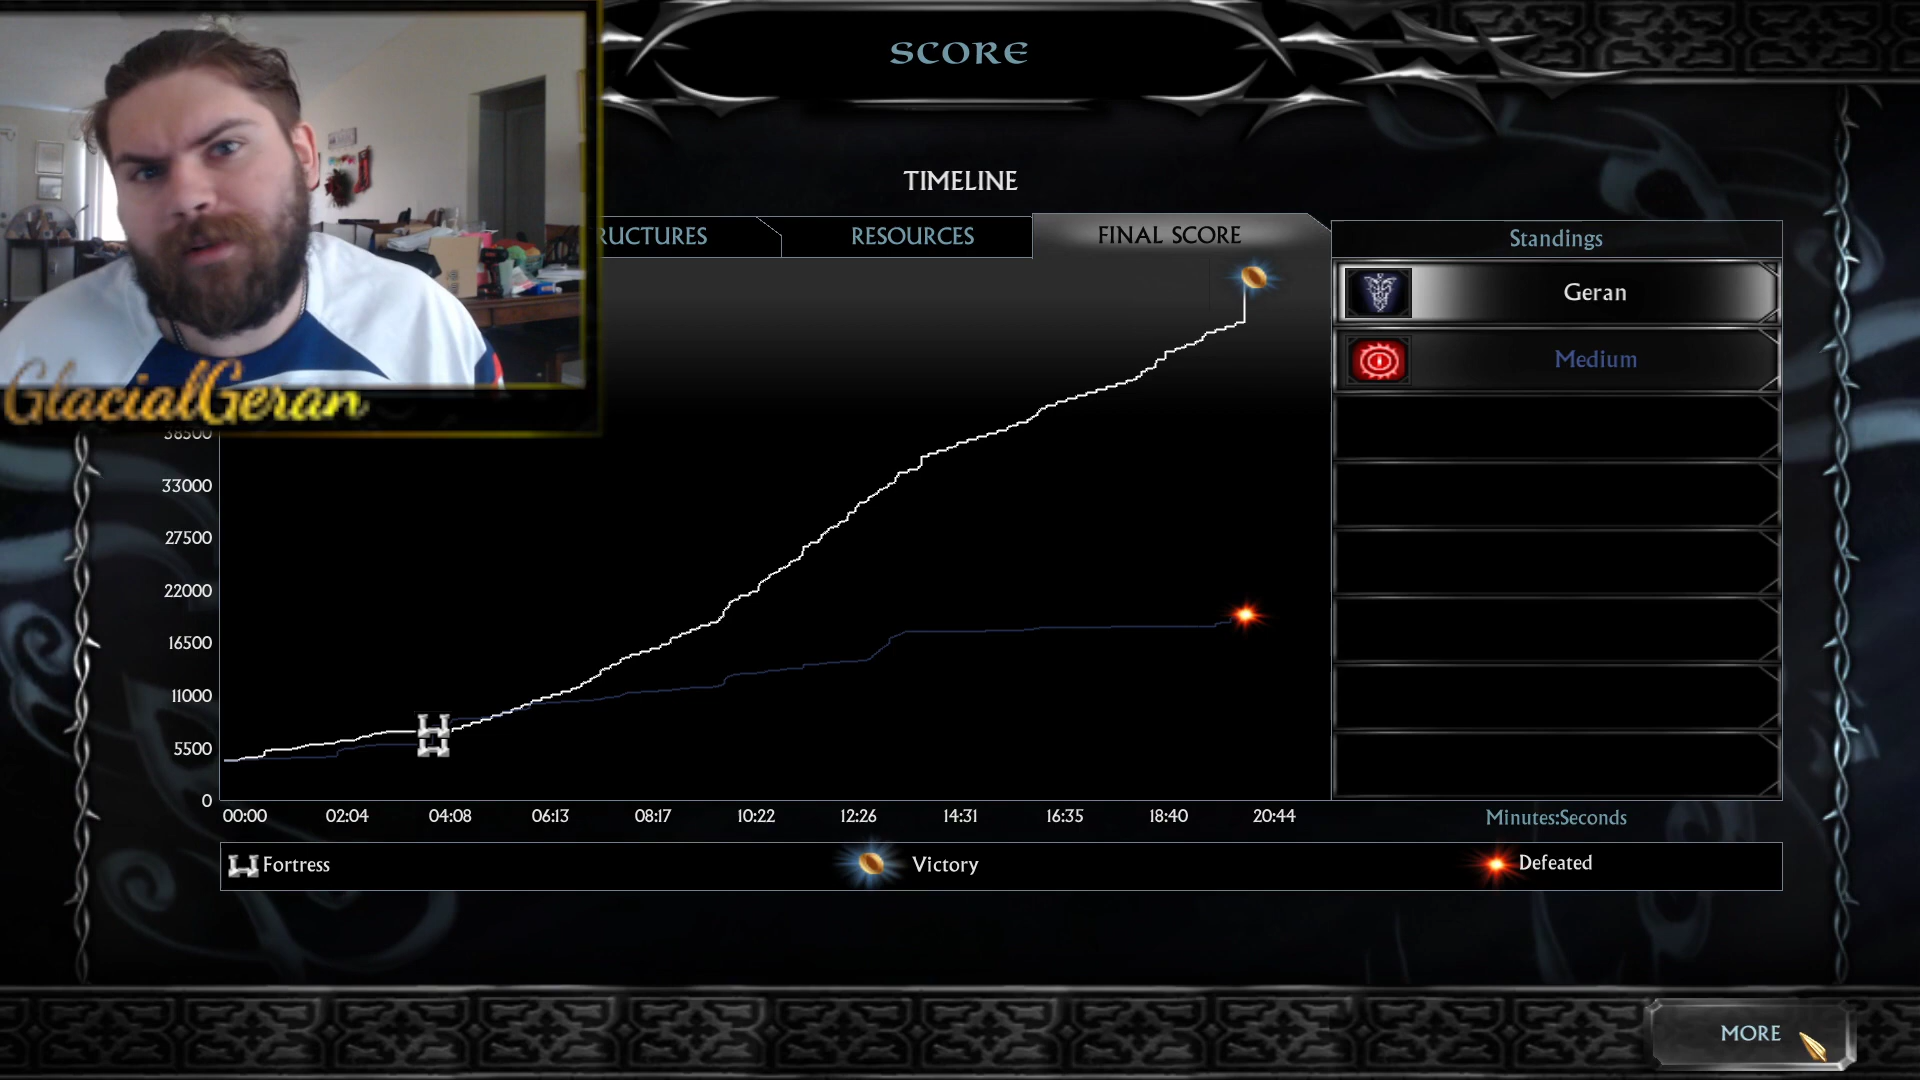 SCORE
TIMELINE
RUCTURES
RESOURCES
FINAL SCORE
Standings
Geran
Medium
GlacialGeran
38500
33000
27500
22000
16500
11000
5500
0
00:00 02:04 04:08 06:13 08:17 10:22 12:26 14:31 16:35 18:40 20:44
Minutes:Seconds
Fortress Victory Defeated
MORE